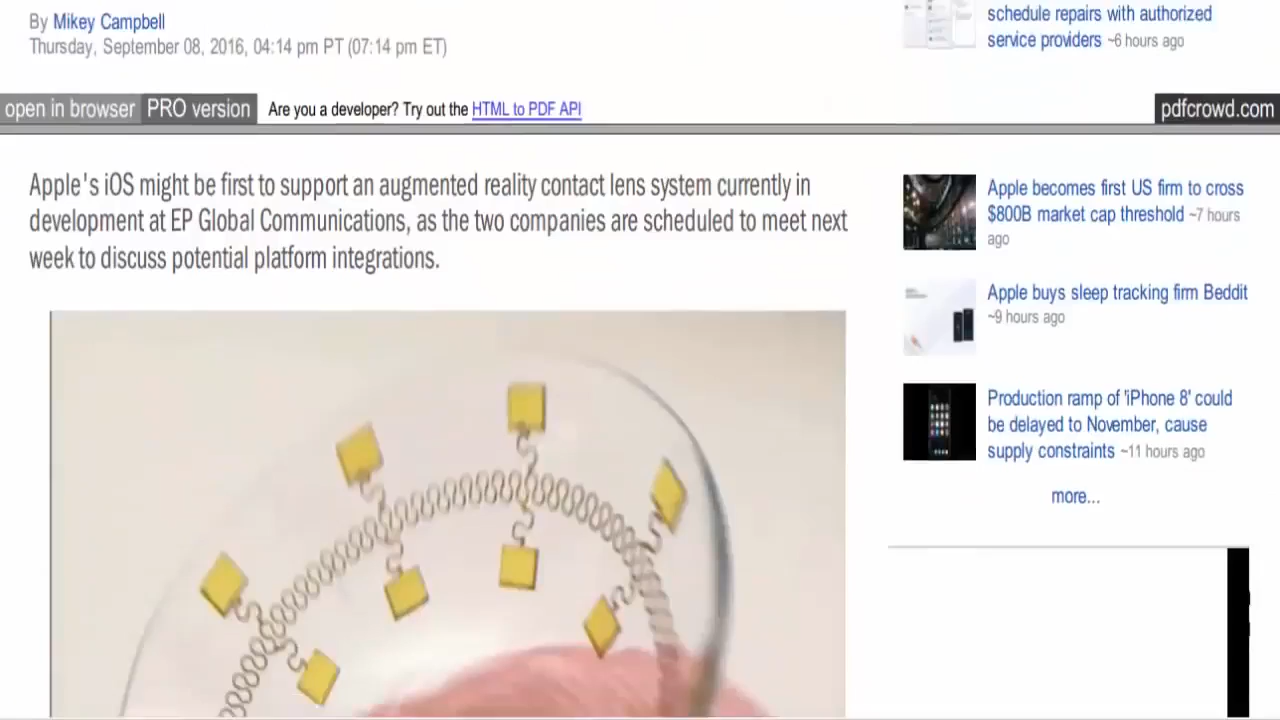 By Mikey Campbell
Thursday, September 08, 2016, 04:14 pm PT (07:14 pm ET)
schedule repairs with authorized
service providers ~6 hours ago
open in browser PRO version Are you a developer? Try out the HTML to PDF API
pdfcrowd.com
Apple's iOS might be first to support an augmented reality contact lens system currently in
development at EP Global Communications, as the two companies are scheduled to meet next
week to discuss potential platform integrations.
Apple becomes first US firm to cross
$800B market cap threshold ~7 hours
ago
Apple buys sleep tracking firm Beddit
~9 hours ago
Production ramp of 'iPhone 8' could
be delayed to November, cause
supply constraints ~11 hours ago
more...